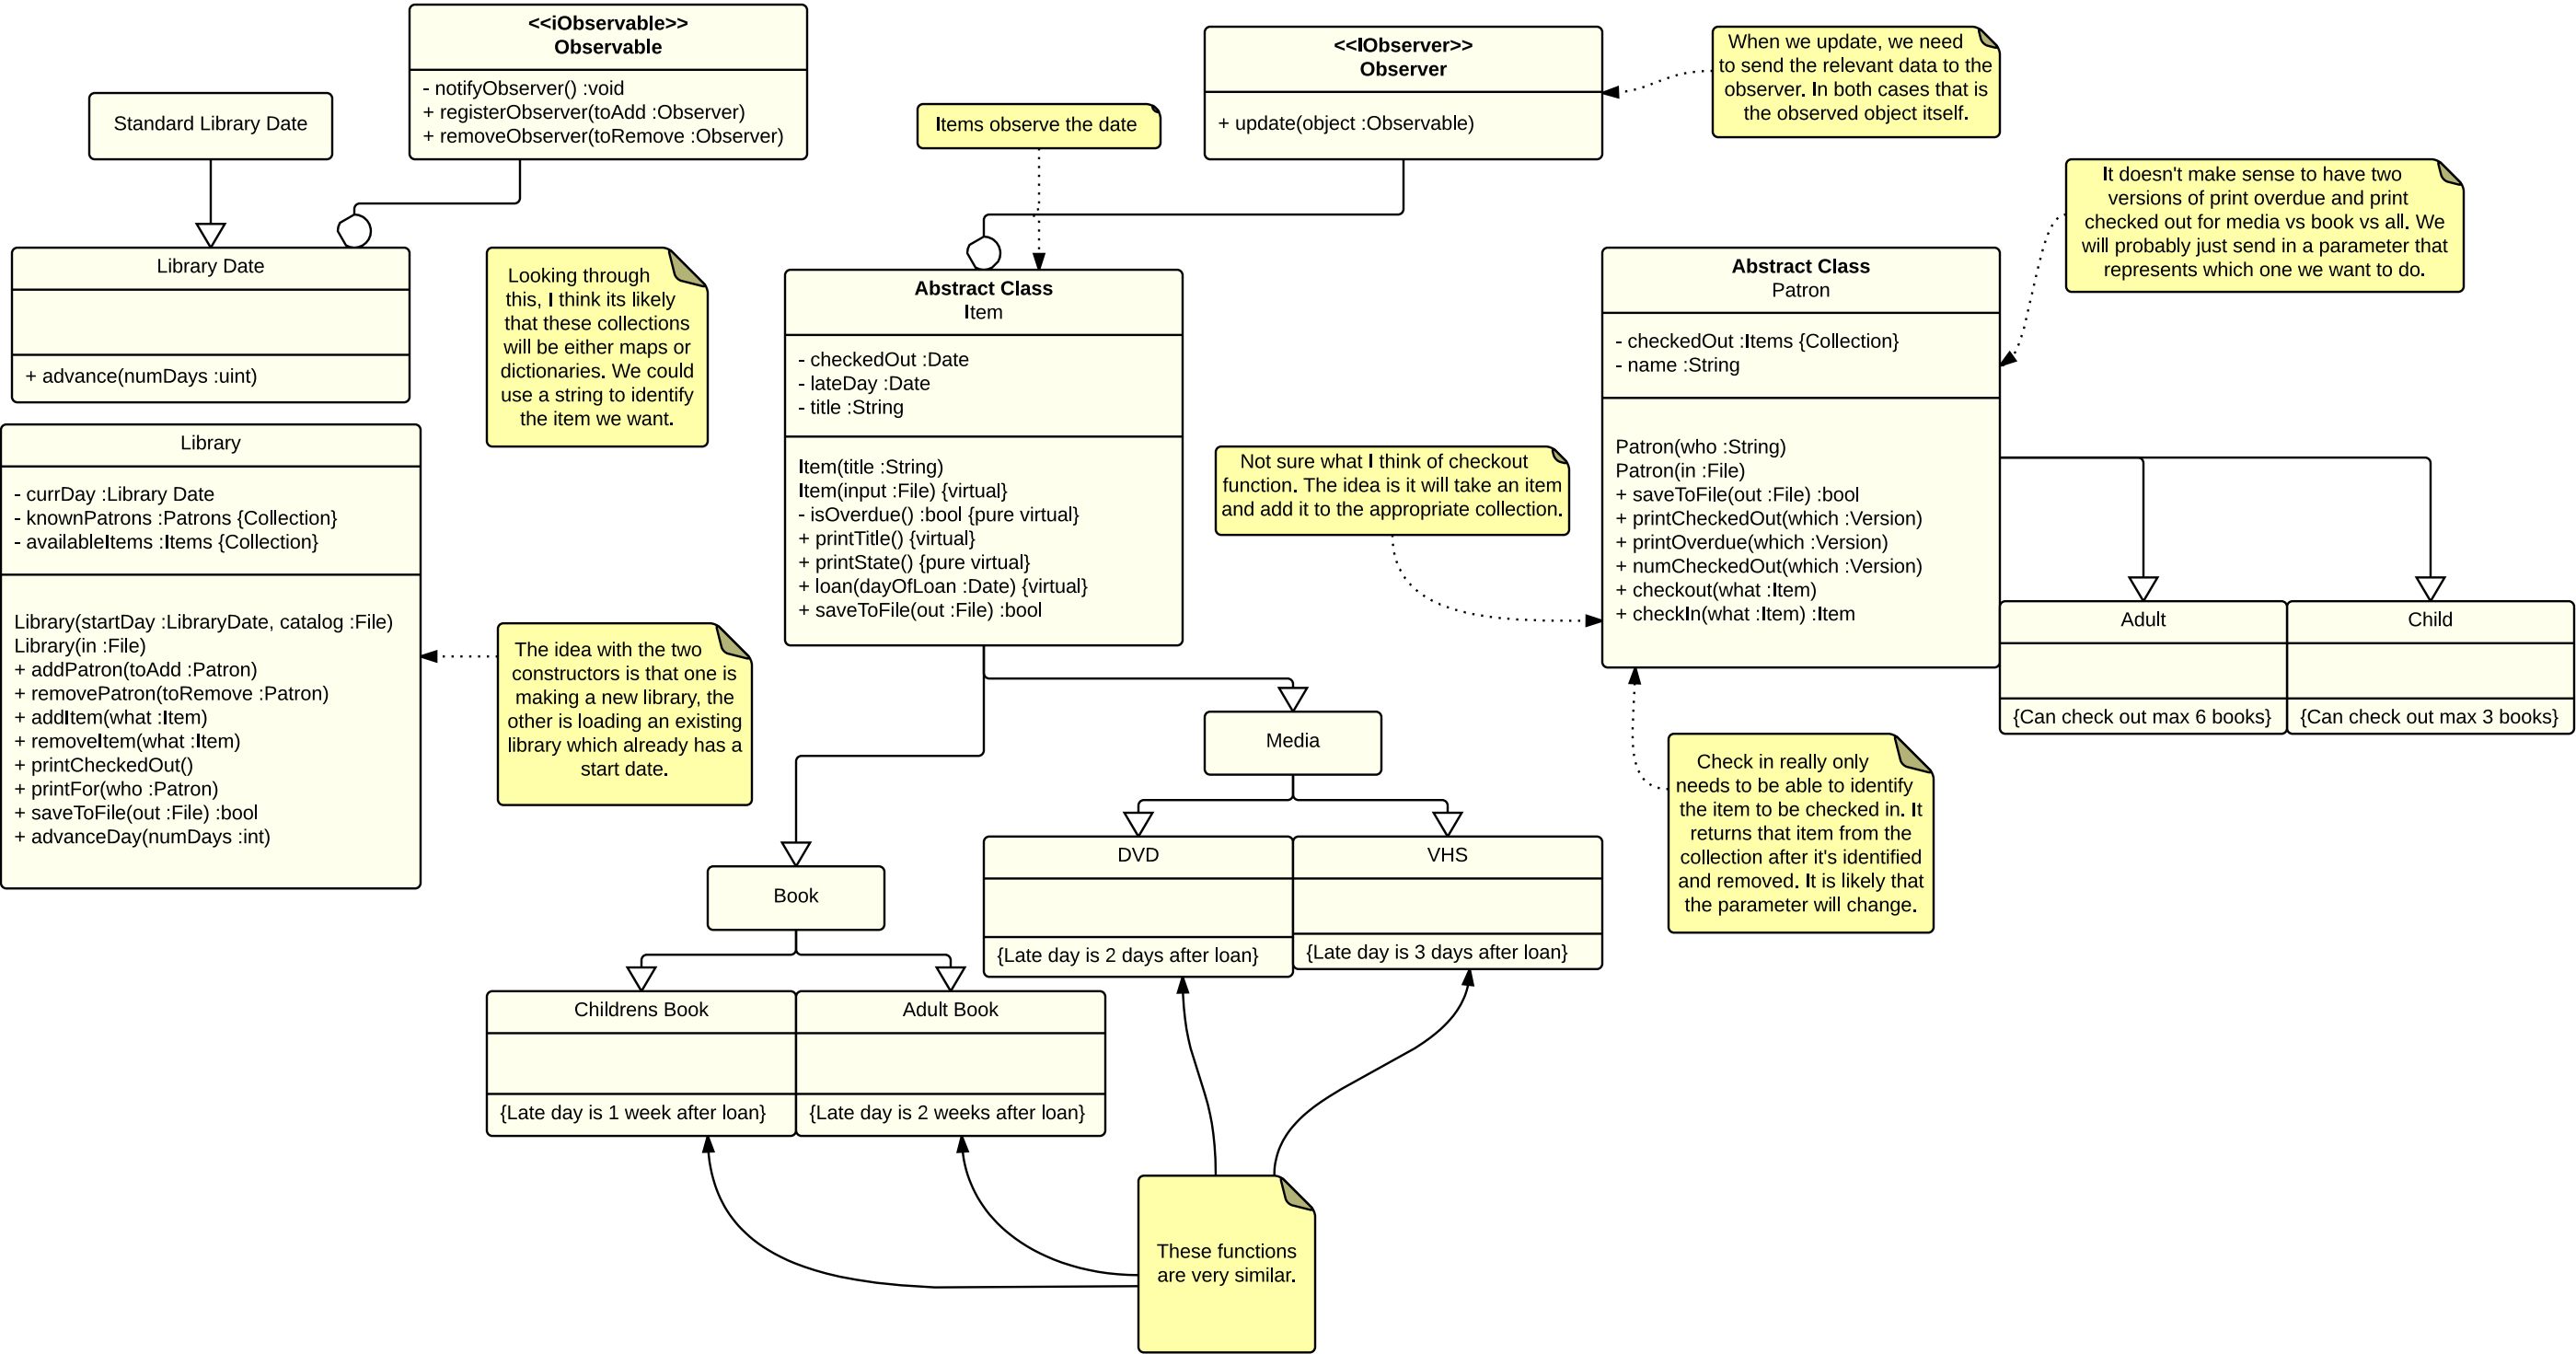 <<iObservable>>
Observable
- notifyObserver() :void
+ registerObserver(toAdd :Observer)
+ removeObserver(toRemove :Observer)
<<IObserver>>
Observer
+ update(object :Observable)
When we update, we need
to send the relevant data to the
observer. In both cases that is
the observed object itself.
Standard Library Date
Items observe the date
It doesn't make sense to have two
versions of print overdue and print
checked out for media vs book vs all. We
will probably just send in a parameter that
represents which one we want to do.
Library Date
+ advance(numDays :uint)
Looking through
this, I think its likely
that these collections
will be either maps or
dictionaries. We could
use a string to identify
the item we want.
Abstract Class
Item
- checkedOut :Date
- lateDay :Date
- title :String
Item(title :String)
Item(input :File) {virtual}
- isOverdue() :bool {pure virtual}
+ printTitle() {virtual}
+ printState() {pure virtual}
+ loan(dayOfLoan :Date) {virtual}
+ saveToFile(out :File) :bool
Abstract Class
Patron
- checkedOut :Items {Collection}
- name :String
Patron(who :String)
Patron(in :File)
+ saveToFile(out :File) :bool
+ printCheckedOut(which :Version)
+ printOverdue(which :Version)
+ numCheckedOut(which :Version)
+ checkout(what :Item)
+ checkIn(what :Item) :Item
Not sure what I think of checkout
function. The idea is it will take an item
and add it to the appropriate collection.
Library
- currDay :Library Date
- knownPatrons :Patrons {Collection}
- availableItems :Items {Collection}
Library(startDay :LibraryDate, catalog :File)
Library(in :File)
+ addPatron(toAdd :Patron)
+ removePatron(toRemove :Patron)
+ addItem(what :Item)
+ removeItem(what :Item)
+ printCheckedOut()
+ printFor(who :Patron)
+ saveToFile(out :File) :bool
+ advanceDay(numDays :int)
The idea with the two
constructors is that one is
making a new library, the
other is loading an existing
library which already has a
start date.
Adult
{Can check out max 6 books}
Child
{Can check out max 3 books}
Media
Check in really only
needs to be able to identify
the item to be checked in. It
returns that item from the
collection after it's identified
and removed. It is likely that
the parameter will change.
DVD
{Late day is 2 days after loan}
VHS
{Late day is 3 days after loan}
Book
Childrens Book
{Late day is 1 week after loan}
Adult Book
{Late day is 2 weeks after loan}
These functions
are very similar.